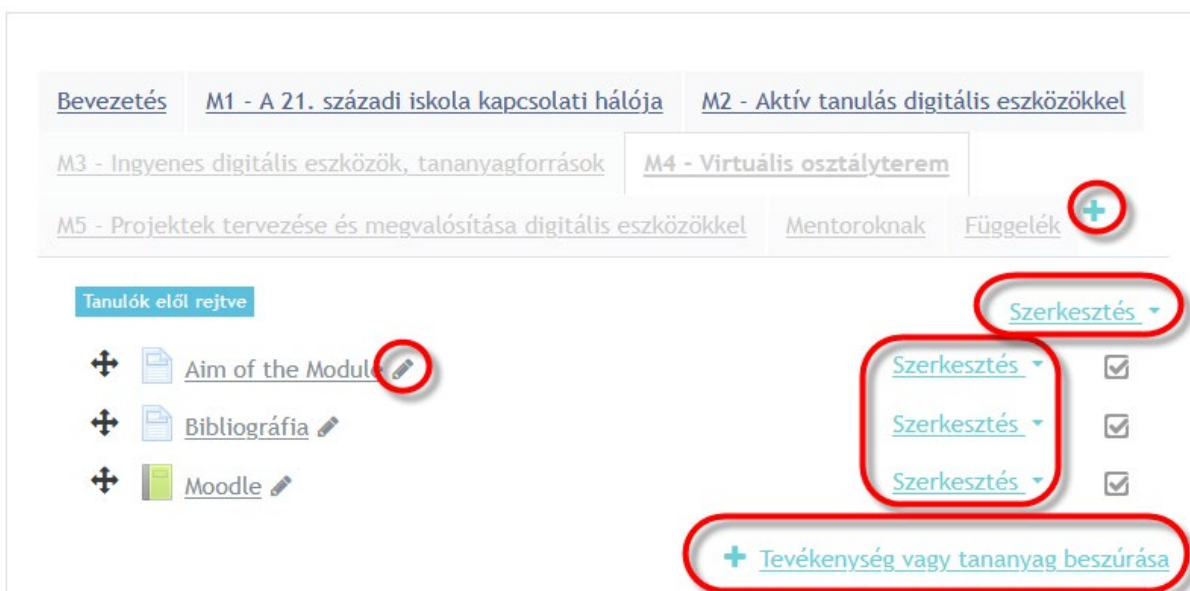 Bevezetés M1 - A 21. századi iskola kapcsolati hálója M2 - Aktív tanulás digitális eszközökkel
M3 - Ingyenes digitális eszközök, tananyagforrások M4 - Virtuális osztályterem
M5 - Projektek tervezése és megvalósítása digitális eszközökkel Mentoroknak Függelék
Tanulók elől rejtve
Szerkesztés
Aim of the Module Szerkesztés
Bibliográfia Szerkesztés
Moodle Szerkesztés
Tevékenység vagy tananyag beszúrása